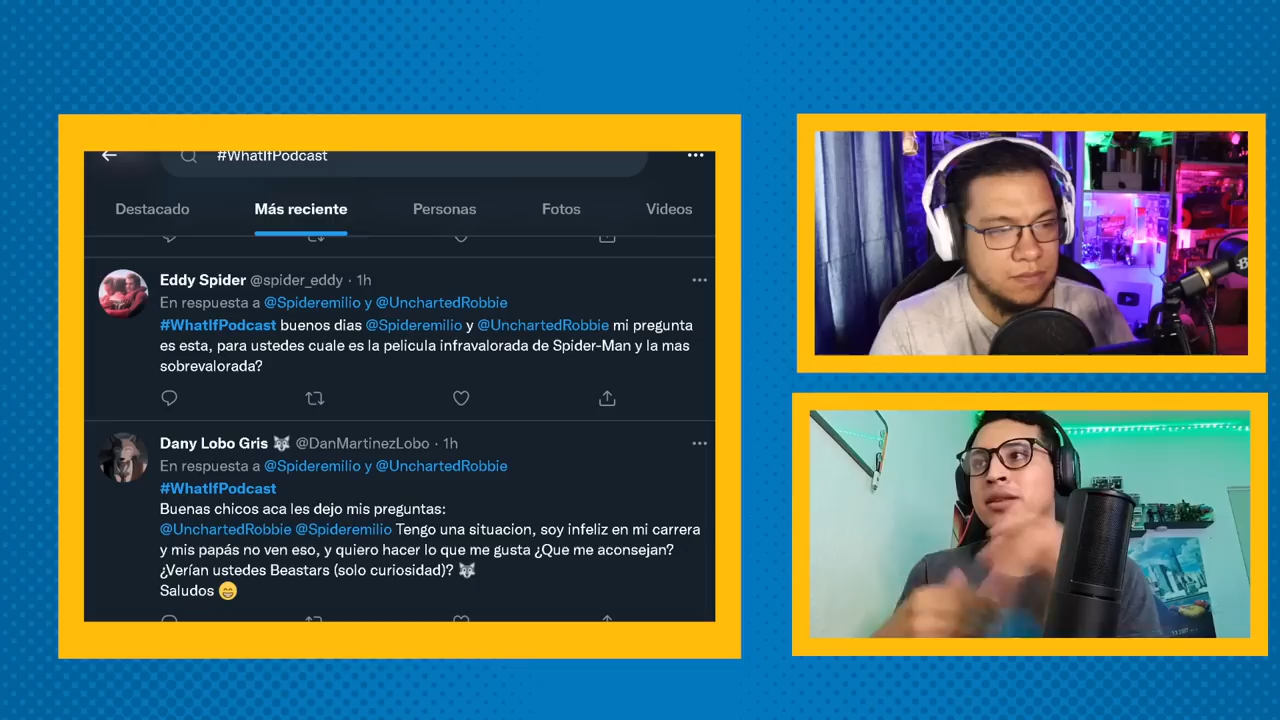 #WhatIfPodcast
Destacado Más reciente Personas Fotos Videos
Eddy Spider @spider_eddy · 1h
En respuesta a @Spideremilio y @UnchartedRobbie
#WhatIfPodcast buenos dias @Spideremilio y @UnchartedRobbie mi pregunta
es esta, para ustedes cuale es la pelicula infravalorada de Spider-Man y la mas
sobrevalorada?
Dany Lobo Gris 🐺 @DanMartinezLobo · 1h
En respuesta a @Spideremilio y @UnchartedRobbie
#WhatIfPodcast
Buenas chicos aca les dejo mis preguntas:
@UnchartedRobbie @Spideremilio Tengo una situacion, soy infeliz en mi carrera
y mis papás no ven eso, y quiero hacer lo que me gusta ¿Que me aconsejan?
¿Verían ustedes Beastars (solo curiosidad)? 🐺
Saludos 😁